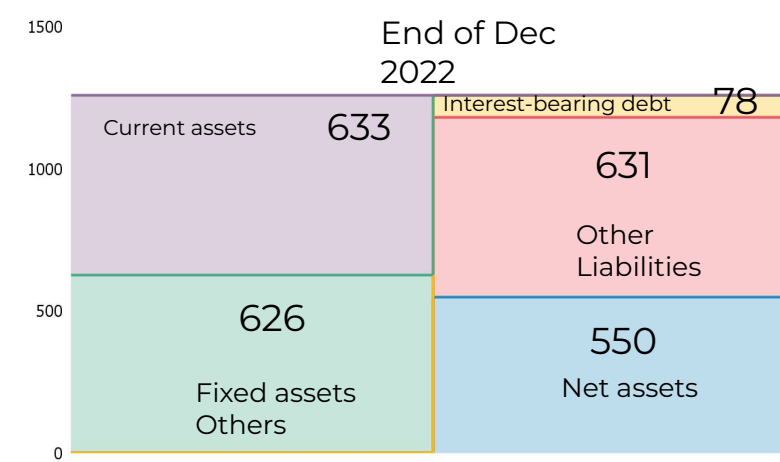 1500
End of Dec
2022
Interest-bearing debt 78
Current assets 633
1000
631
Other
Liabilities
500
626
550
Net assets
Fixed assets
Others
0